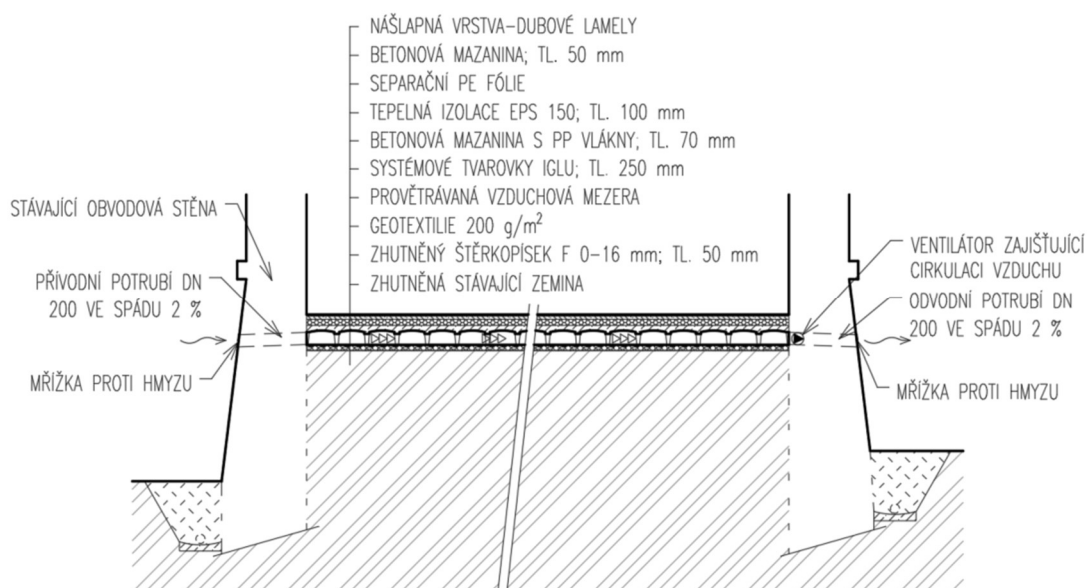 NÁŠLAPNÁ VRSTVA-DUBOVÉ LAMELY
BETONOVÁ MAZANINA; TL. 50 mm
SEPARAČNÍ PE FÓLIE
TEPELNÁ IZOLACE EPS 150; TL. 100 mm
BETONOVÁ MAZANINA S PP VLÁKNY; TL. 70 mm
SYSTÉMOVÉ TVAROVKY IGLU; TL. 250 mm
PROVĚTRÁVANÁ VZDUCHOVÁ MEZERA
GEOTEXTILIE 200 g/m²
ZHUTNĚNÝ ŠTĚRKOPÍSEK F 0-16 mm; TL. 50 mm
ZHUTNĚNÁ STÁVAJÍCÍ ZEMINA
STÁVAJÍCÍ OBVODOVÁ STĚNA
PŘÍVODNÍ POTRUBÍ DN
200 VE SPÁDU 2 %
MŘÍŽKA PROTI HMYZU
VENTILÁTOR ZAJIŠŤUJÍCÍ
CIRKULACI VZDUCHU
ODVODNÍ POTRUBÍ DN
200 VE SPÁDU 2 %
MŘÍŽKA PROTI HMYZU